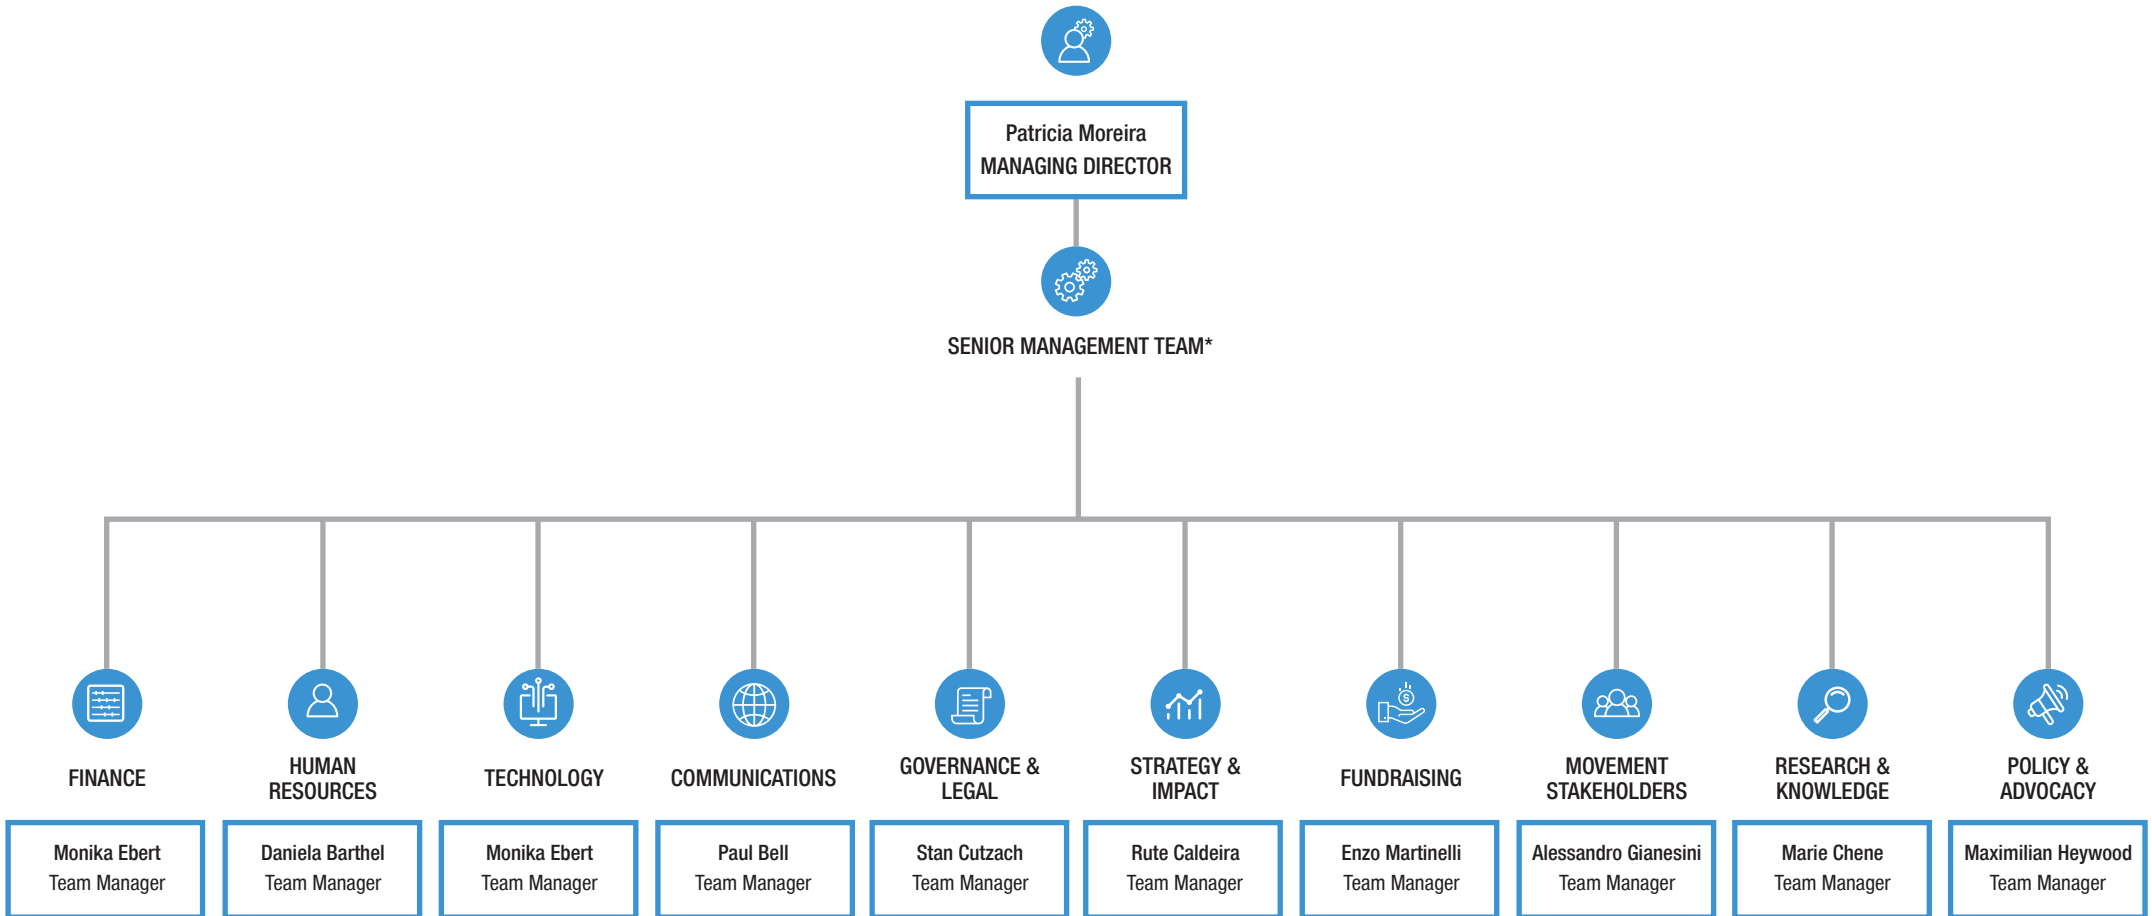 Patricia Moreira
MANAGING DIRECTOR
SENIOR MANAGEMENT TEAM*
FINANCE
Monika Ebert
Team Manager
HUMAN
RESOURCES
Daniela Barthel
Team Manager
TECHNOLOGY
Monika Ebert
Team Manager
COMMUNICATIONS
Paul Bell
Team Manager
GOVERNANCE &
LEGAL
Stan Cutzach
Team Manager
STRATEGY &
IMPACT
Rute Caldeira
Team Manager
FUNDRAISING
Enzo Martinelli
Team Manager
MOVEMENT
STAKEHOLDERS
Alessandro Gianesini
Team Manager
RESEARCH &
KNOWLEDGE
Marie Chene
Team Manager
POLICY &
ADVOCACY
Maximilian Heywood
Team Manager